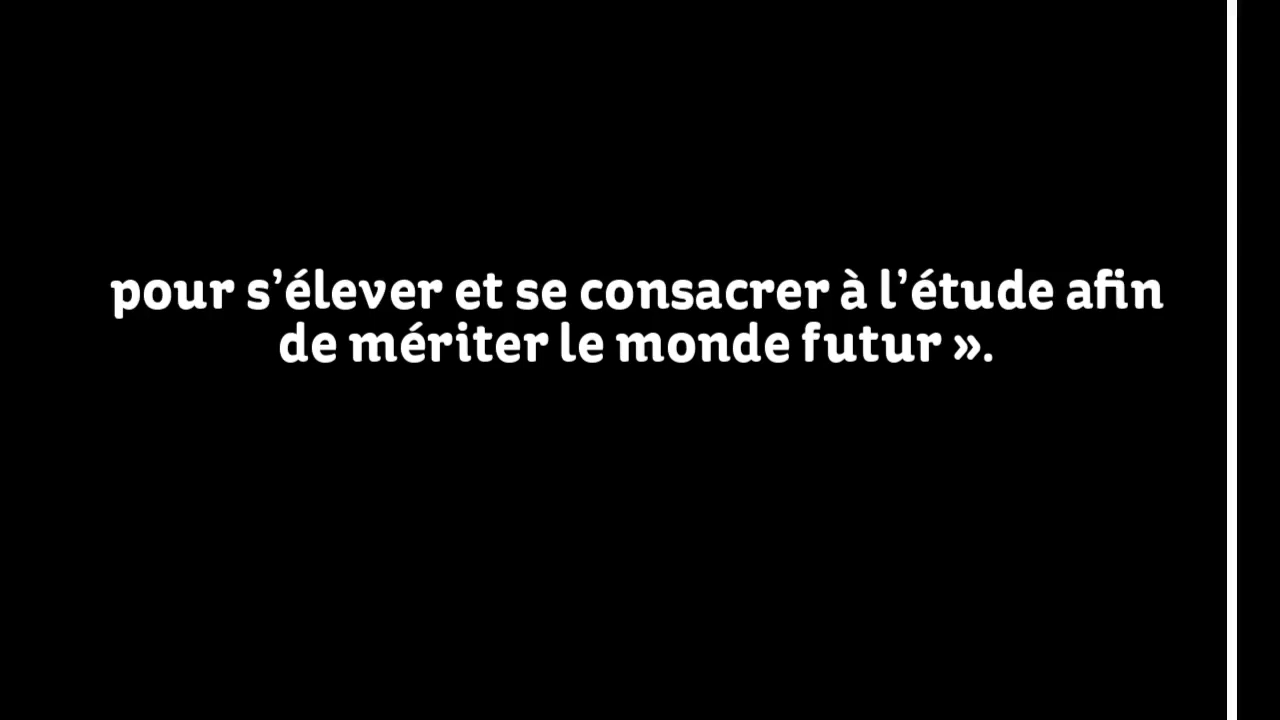 pour s’élever et se consacrer à l’étude afin
de mériter le monde futur ».